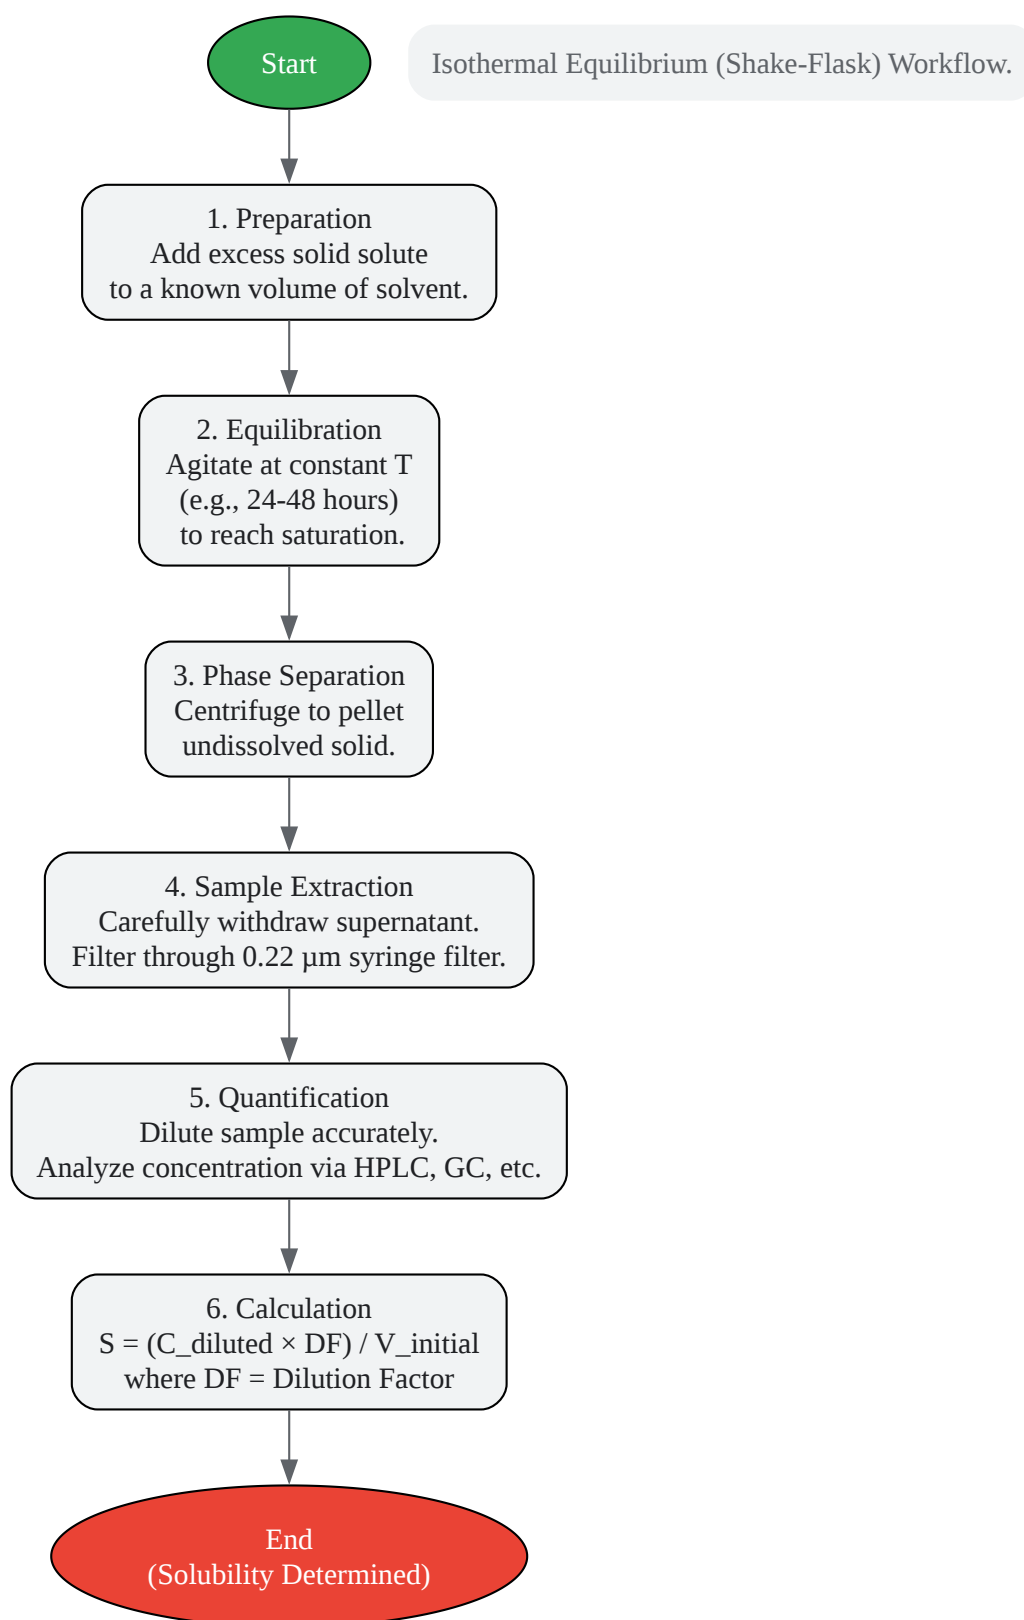 Start
Isothermal Equilibrium (Shake-Flask) Workflow.
1. Preparation
Add excess solid solute
to a known volume of solvent.
2. Equilibration
Agitate at constant T
(e.g., 24-48 hours)
to reach saturation.
3. Phase Separation
Centrifuge to pellet
undissolved solid.
4. Sample Extraction
Carefully withdraw supernatant.
Filter through 0.22 µm syringe filter.
5. Quantification
Dilute sample accurately.
Analyze concentration via HPLC, GC, etc.
6. Calculation
S = (C_diluted × DF) / V_initial
where DF = Dilution Factor
End
(Solubility Determined)